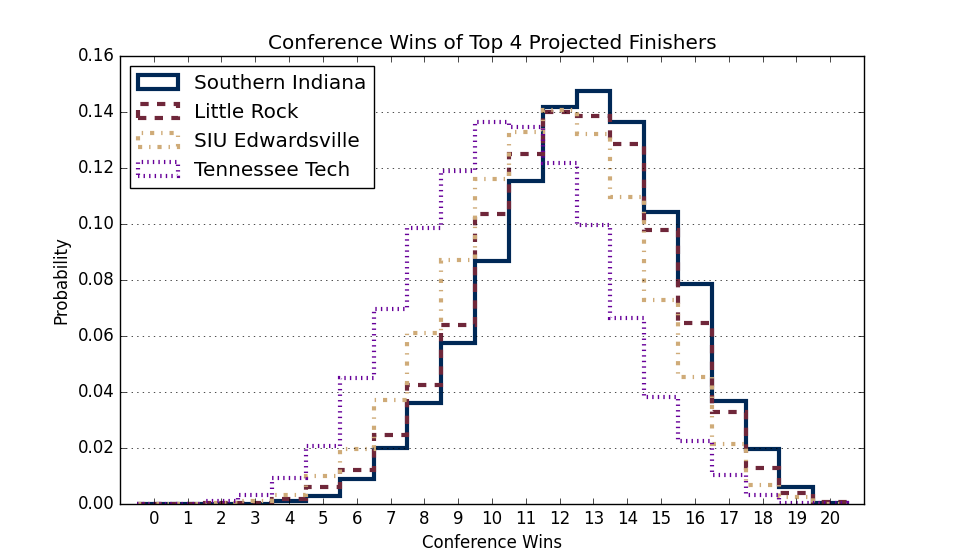 Conference Wins of Top 4 Projected Finishers
0.16
0.14
0.12
0.10
0.08
0.06
0.04
0.02
0.00
Probability
Southern Indiana
Little Rock
SIU Edwardsville
Tennessee Tech
0 1 2 3 4 5 6 7 8 9 10 11 12 13 14 15 16 17 18 19 20
Conference Wins